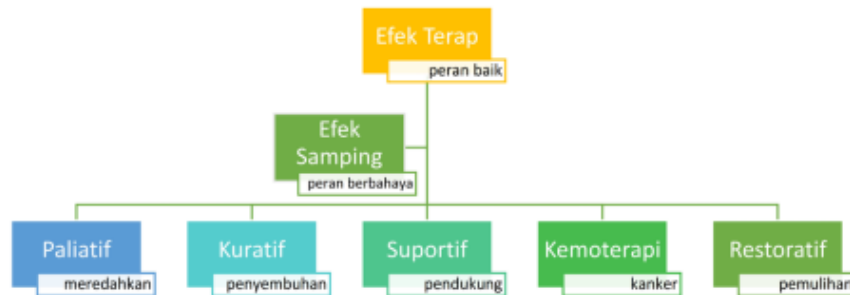 Efek Terap
peran baik
Efek
Samping
peran berbahaya
Paliatif
meredahkan
Kuratif
penyembuhan
Suportif
pendukung
Kemoterapi
kanker
Restoratif
pemulihan